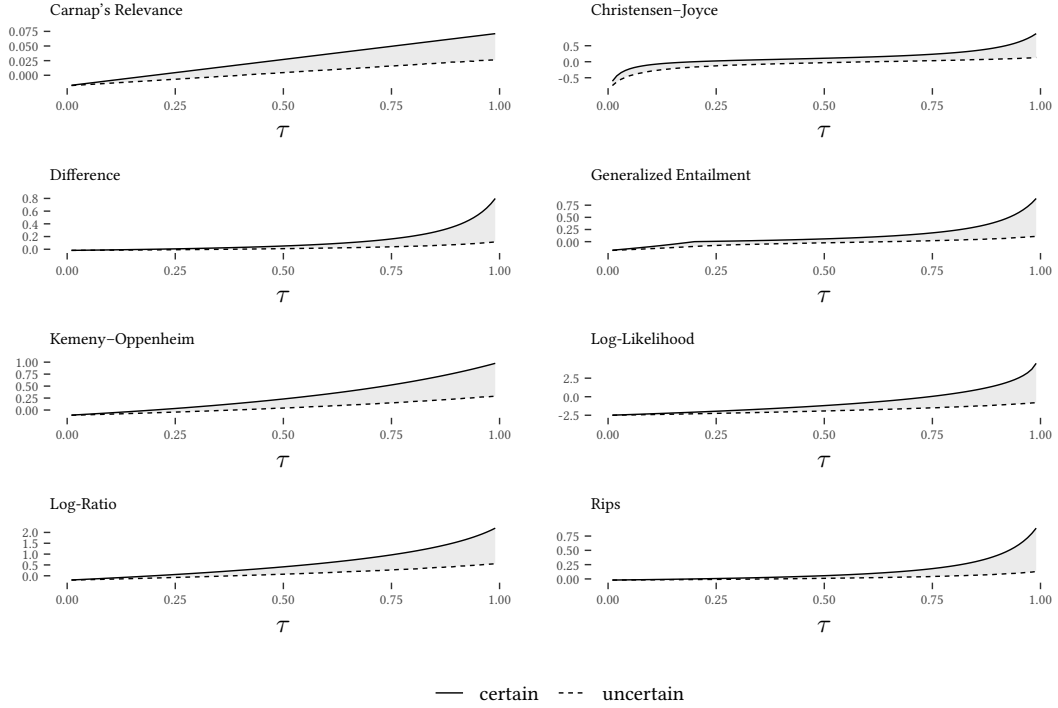 Carnap's Relevance
0.075
0.050
0.025
0.000
0.00 0.25 0.50 0.75 1.00
τ
Christensen–Joyce
0.5
0.0
-0.5
0.00 0.25 0.50 0.75 1.00
τ
Difference
0.8
0.6
0.4
0.2
0.0
0.00 0.25 0.50 0.75 1.00
τ
Generalized Entailment
0.75
0.50
0.25
0.00
0.00 0.25 0.50 0.75 1.00
τ
Kemeny–Oppenheim
1.00
0.75
0.50
0.25
0.00
0.00 0.25 0.50 0.75 1.00
τ
Log-Likelihood
2.5
0.0
-2.5
0.00 0.25 0.50 0.75 1.00
τ
Log-Ratio
2.0
1.5
1.0
0.5
0.0
0.00 0.25 0.50 0.75 1.00
τ
Rips
0.75
0.50
0.25
0.00
0.00 0.25 0.50 0.75 1.00
τ
certain uncertain